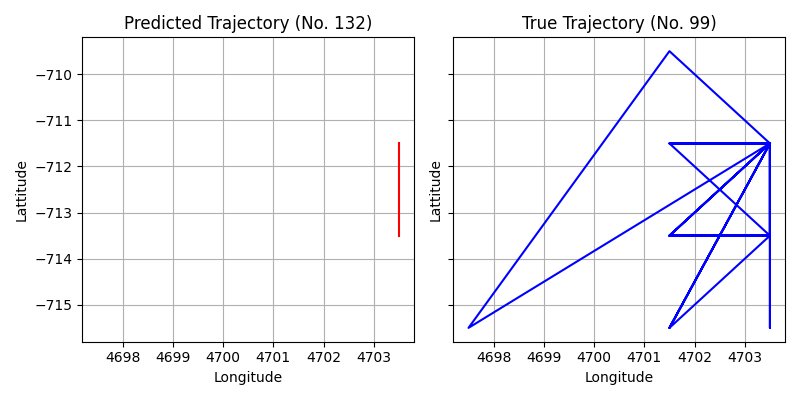 Predicted Trajectory (No. 132)
True Trajectory (No. 99)
Lattitude
−710
−711
−712
−713
−714
−715
4698 4699 4700 4701 4702 4703
Longitude
Lattitude
4698 4699 4700 4701 4702 4703
Longitude